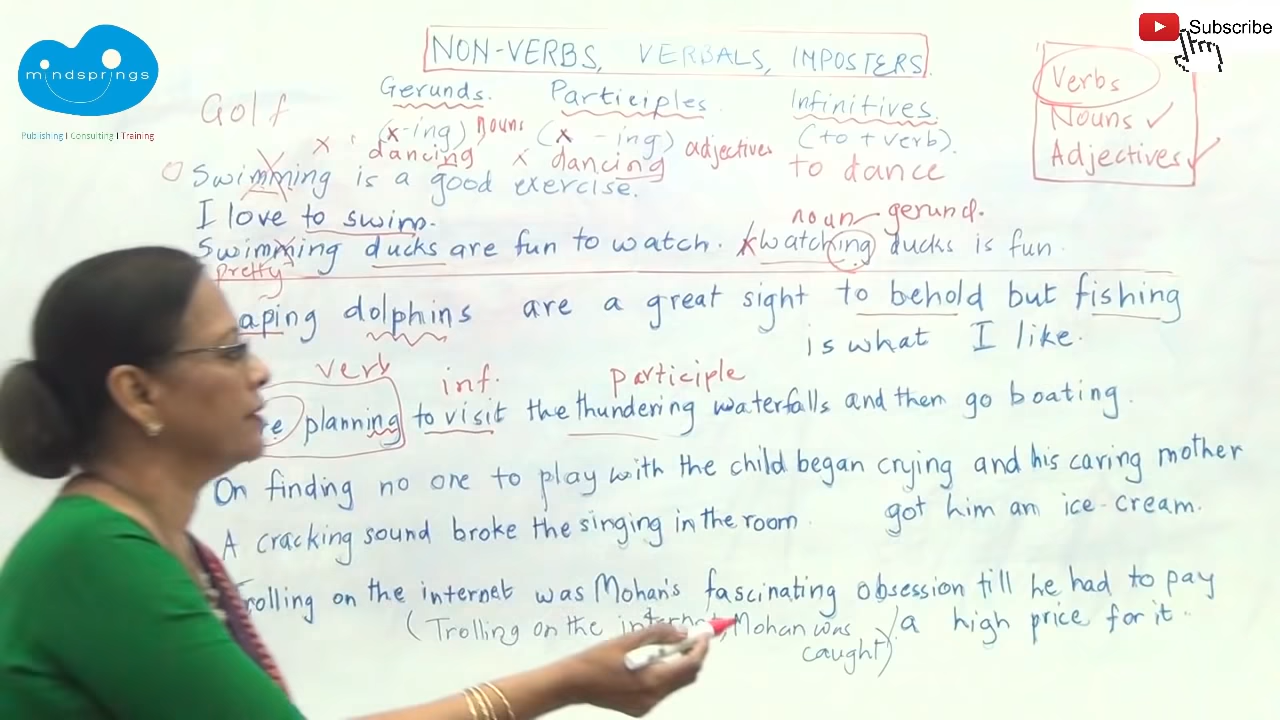 Subscribe
mindsprings
Publishing I Consulting I Training
NON-VERBS, VERBALS, IMPOSTERS.
Verbs
Nouns ✓
Adjectives ✓
Golf
Gerunds. Participles. Infinitives.
(x-ing) nouns (x -ing) adjectives (to + verb).
x dancing x dancing to dance
Swimming is a good exercise.
I love to swim.
noun gerund.
Swimming ducks are fun to watch. x watching ducks is fun.
pretty
aping dolphins are a great sight to behold but fishing
is what I like.
verb inf. participle
re planning to visit the thundering waterfalls and then go boating.
On finding no one to play with the child began crying and his caring mother
got him an ice-cream.
A cracking sound broke the singing in the room.
rolling on the internet was Mohan's fascinating obsession till he had to pay
a high price for it.
(Trolling on the Mohan was
caught)